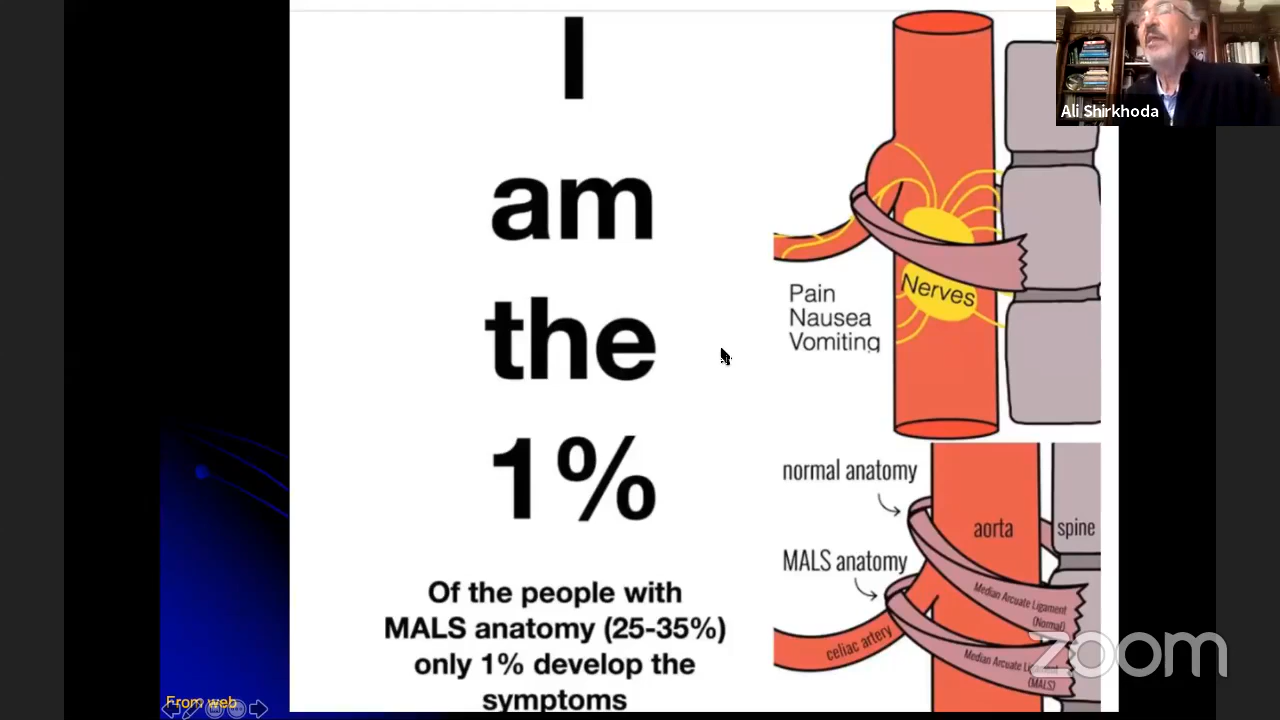 I
am
the
1%
Of the people with
MALS anatomy (25-35%)
only 1% develop the
symptoms
Pain
Nausea
Vomiting
Nerves
normal anatomy
MALS anatomy
aorta
spine
Median Arcuate Ligament
(Normal)
celiac artery
Median Arcuate
(MALS)
Ali Shirkhoda
zoom
From web